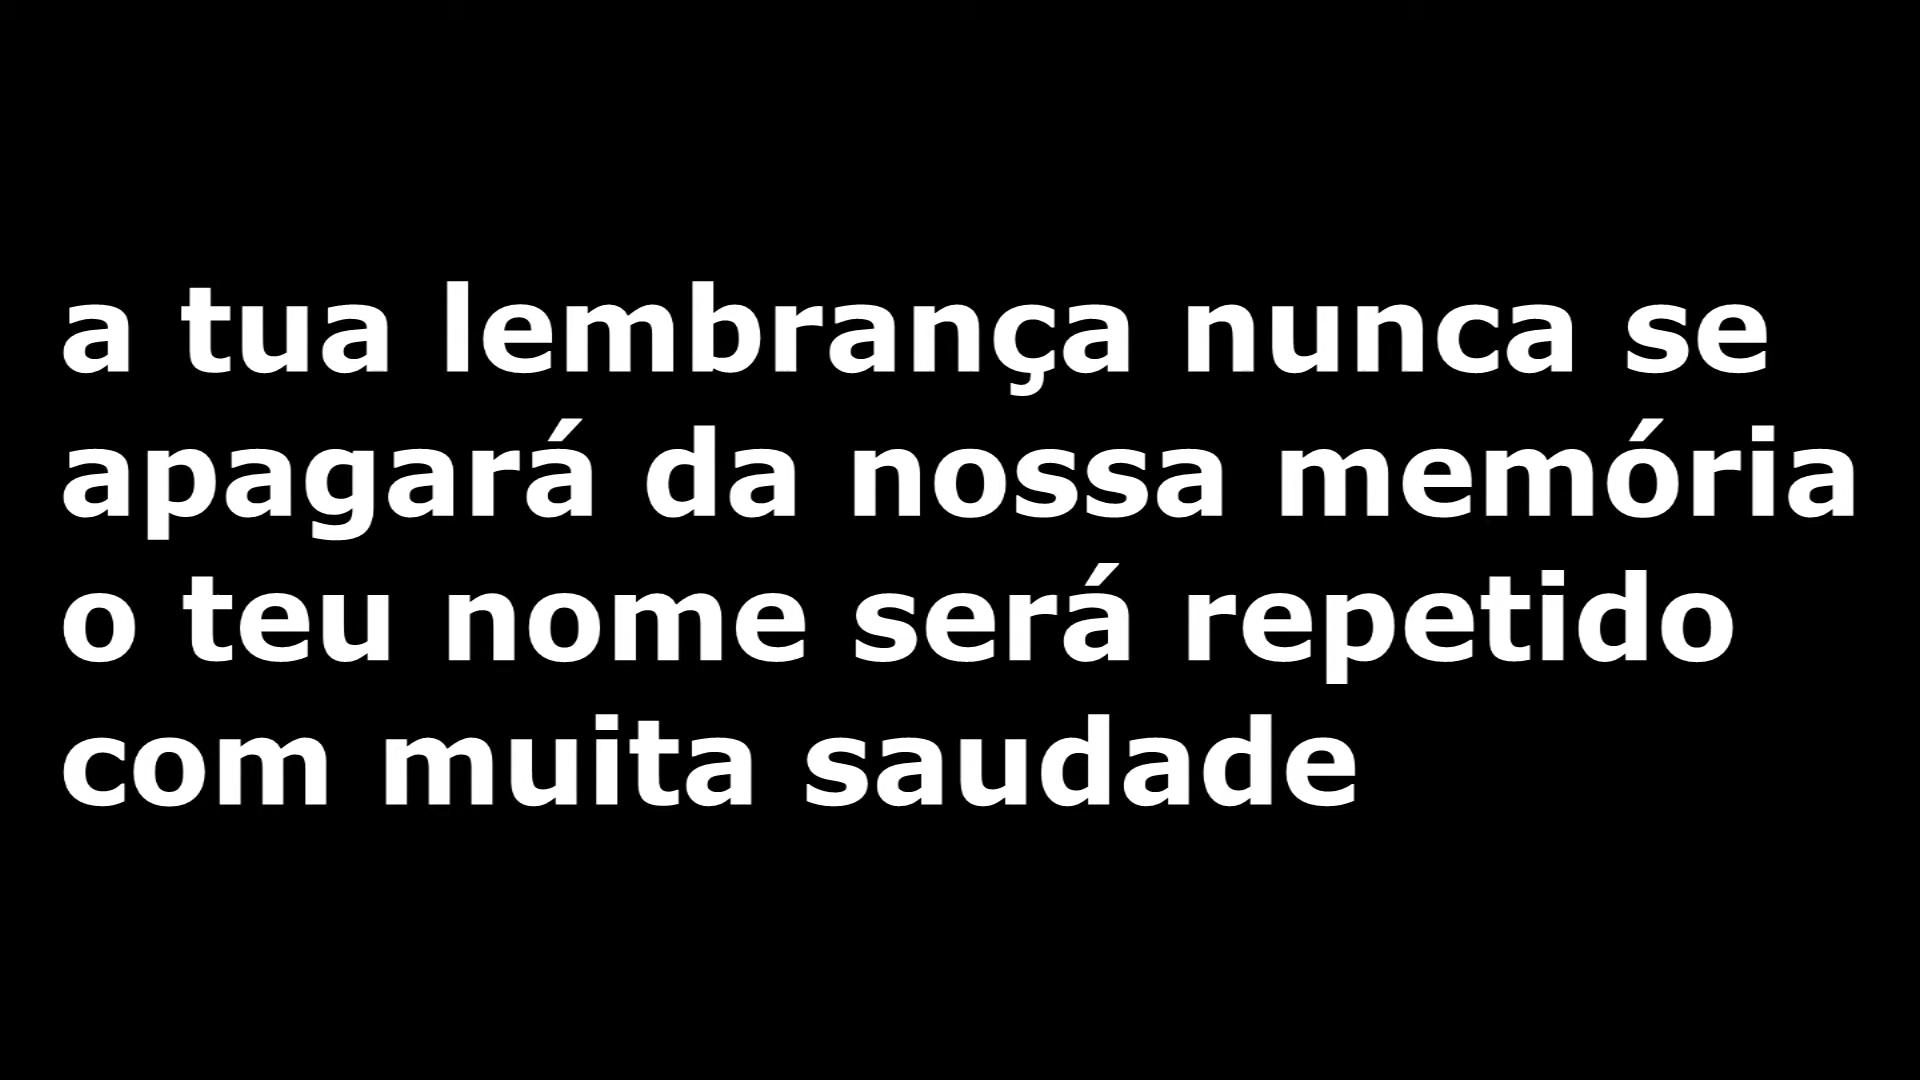 a tua lembrança nunca se
apagará da nossa memória
o teu nome será repetido
com muita saudade